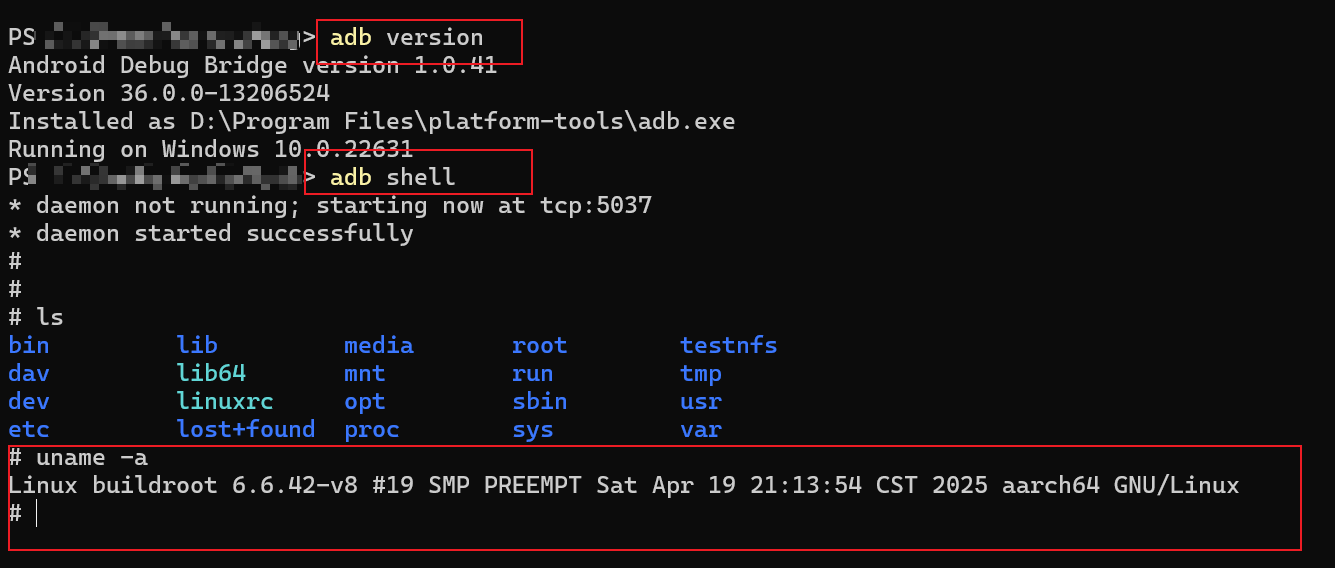 PS > adb version
Android Debug Bridge version 1.0.41
Version 36.0.0-13206524
Installed as D:\Program Files\platform-tools\adb.exe
Running on Windows 10.0.22631
PS > adb shell
* daemon not running; starting now at tcp:5037
* daemon started successfully
#
#
# ls
bin lib media root testnfs
dav lib64 mnt run tmp
dev linuxrc opt sbin usr
etc lost+found proc sys var
# uname -a
Linux buildroot 6.6.42-v8 #19 SMP PREEMPT Sat Apr 19 21:13:54 CST 2025 aarch64 GNU/Linux
#